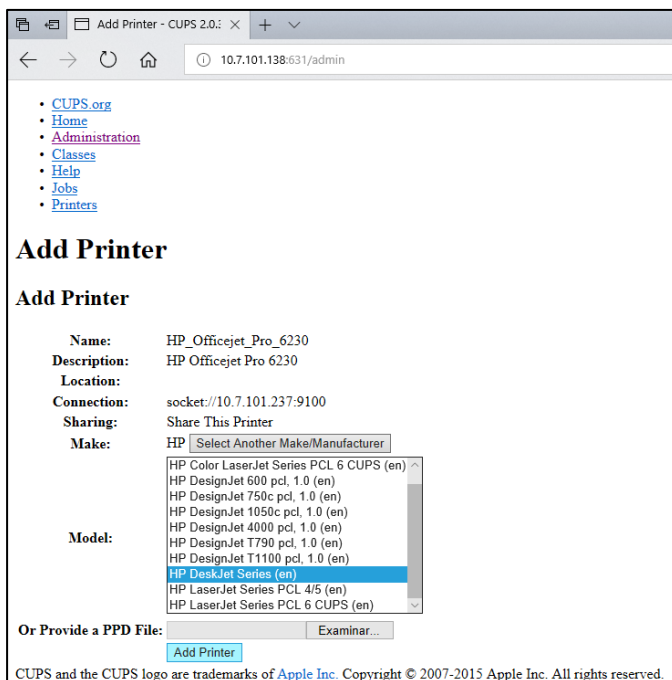 Add Printer - CUPS 2.0.:
10.7.101.138:631/admin
CUPS.org
Home
Administration
Classes
Help
Jobs
Printers
Add Printer
Add Printer
Name: HP_Officejet_Pro_6230
Description: HP Officejet Pro 6230
Location:
Connection: socket://10.7.101.237:9100
Sharing: Share This Printer
Make: HP Select Another Make/Manufacturer
HP Color LaserJet Series PCL 6 CUPS (en)
HP DesignJet 600 pcl, 1.0 (en)
HP DesignJet 750c pcl, 1.0 (en)
HP DesignJet 1050c pcl, 1.0 (en)
HP DesignJet 4000 pcl, 1.0 (en)
Model: HP DesignJet T790 pcl, 1.0 (en)
HP DesignJet T1100 pcl, 1.0 (en)
HP DeskJet Series (en)
HP LaserJet Series PCL 4/5 (en)
HP LaserJet Series PCL 6 CUPS (en)
Or Provide a PPD File: Examinar...
Add Printer
CUPS and the CUPS logo are trademarks of Apple Inc. Copyright © 2007-2015 Apple Inc. All rights reserved.